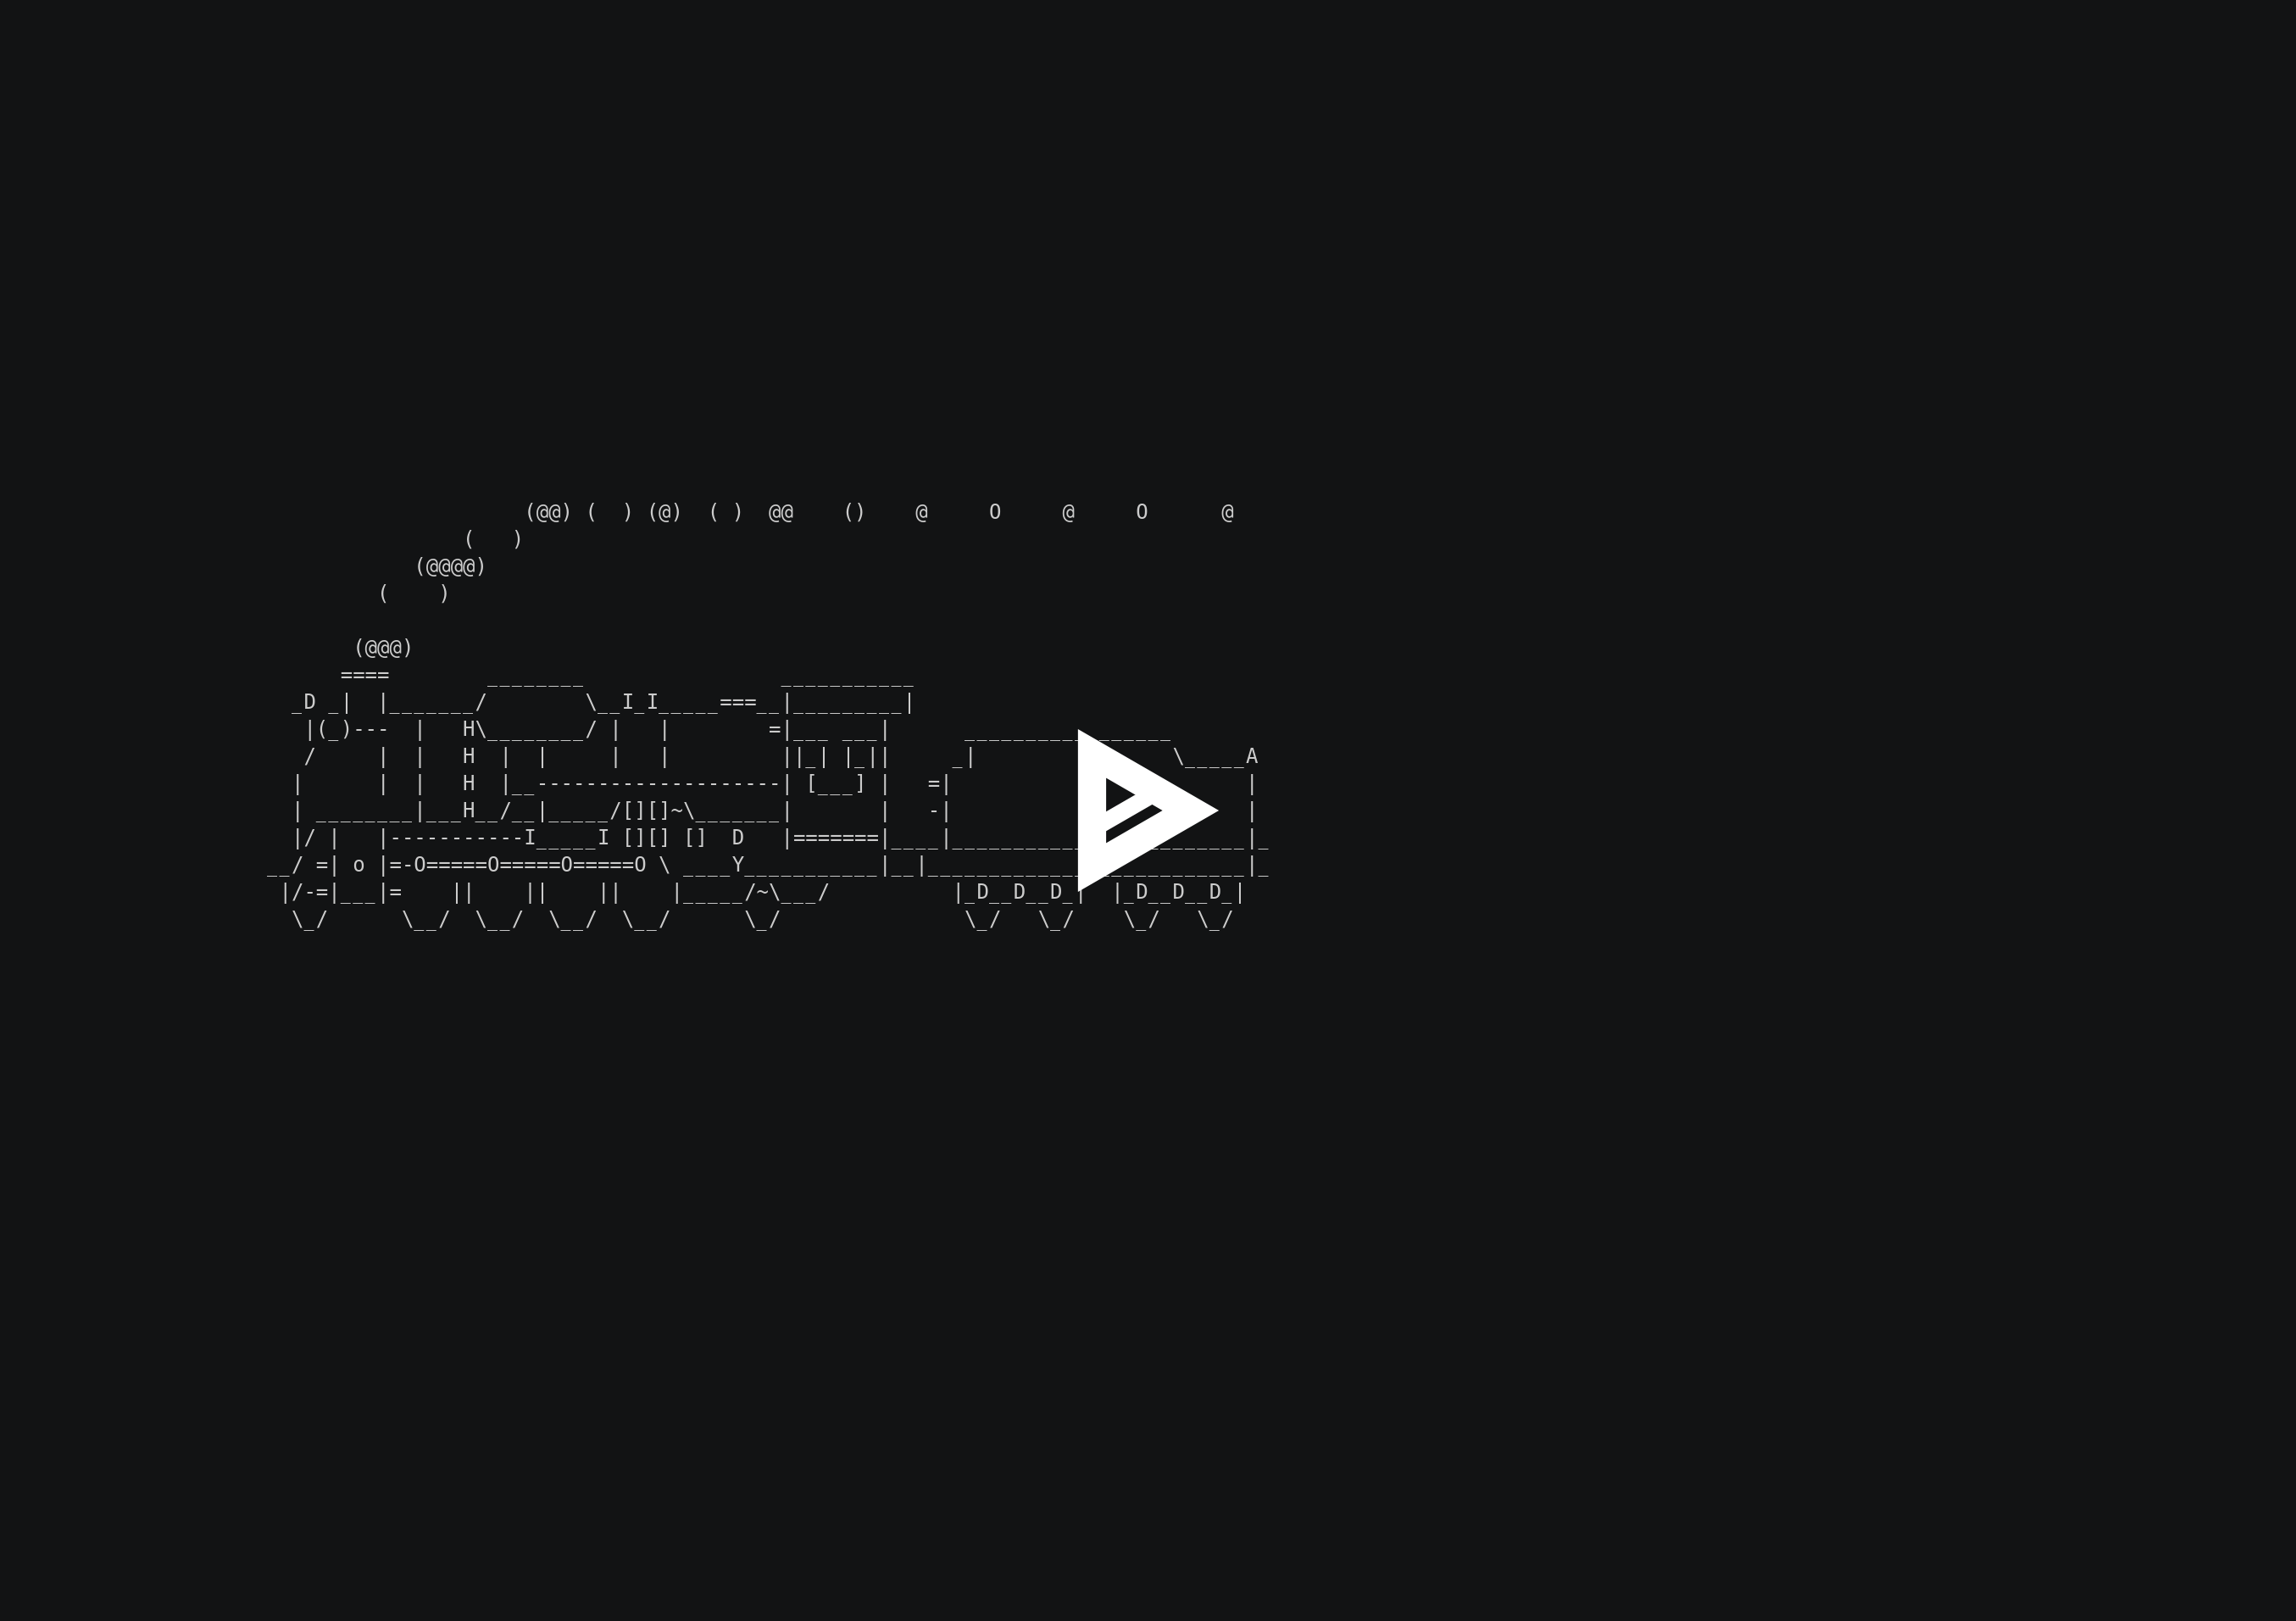 (@@) (  ) (@)  ( )  @@    ()    @     O     @     O      @
(   )
(@@@@)
(    )
(@@@)
====        ________                ___________
_D _|  |_______/        \__I_I_____===__|_________|
|(_)---  |   H\________/ |   |        =|___ ___|      _________________
/     |  |   H  |  |     |   |         ||_| |_||     _|                \_____A
|      |  |   H  |__--------------------| [___] |   =|                        |
| ________|___H__/__|_____/[][]~\_______|       |   -|                        |
|/ |   |-----------I_____I [][] []  D   |=======|____|________________________|_
__/ =| o |=-O=====O=====O=====O \ ____Y___________|__|__________________________|_
|/-=|___|=    ||    ||    ||    |_____/~\___/          |_D__D__D_|  |_D__D__D_|
\_/      \__/  \__/  \__/  \__/      \_/               \_/   \_/    \_/   \_/